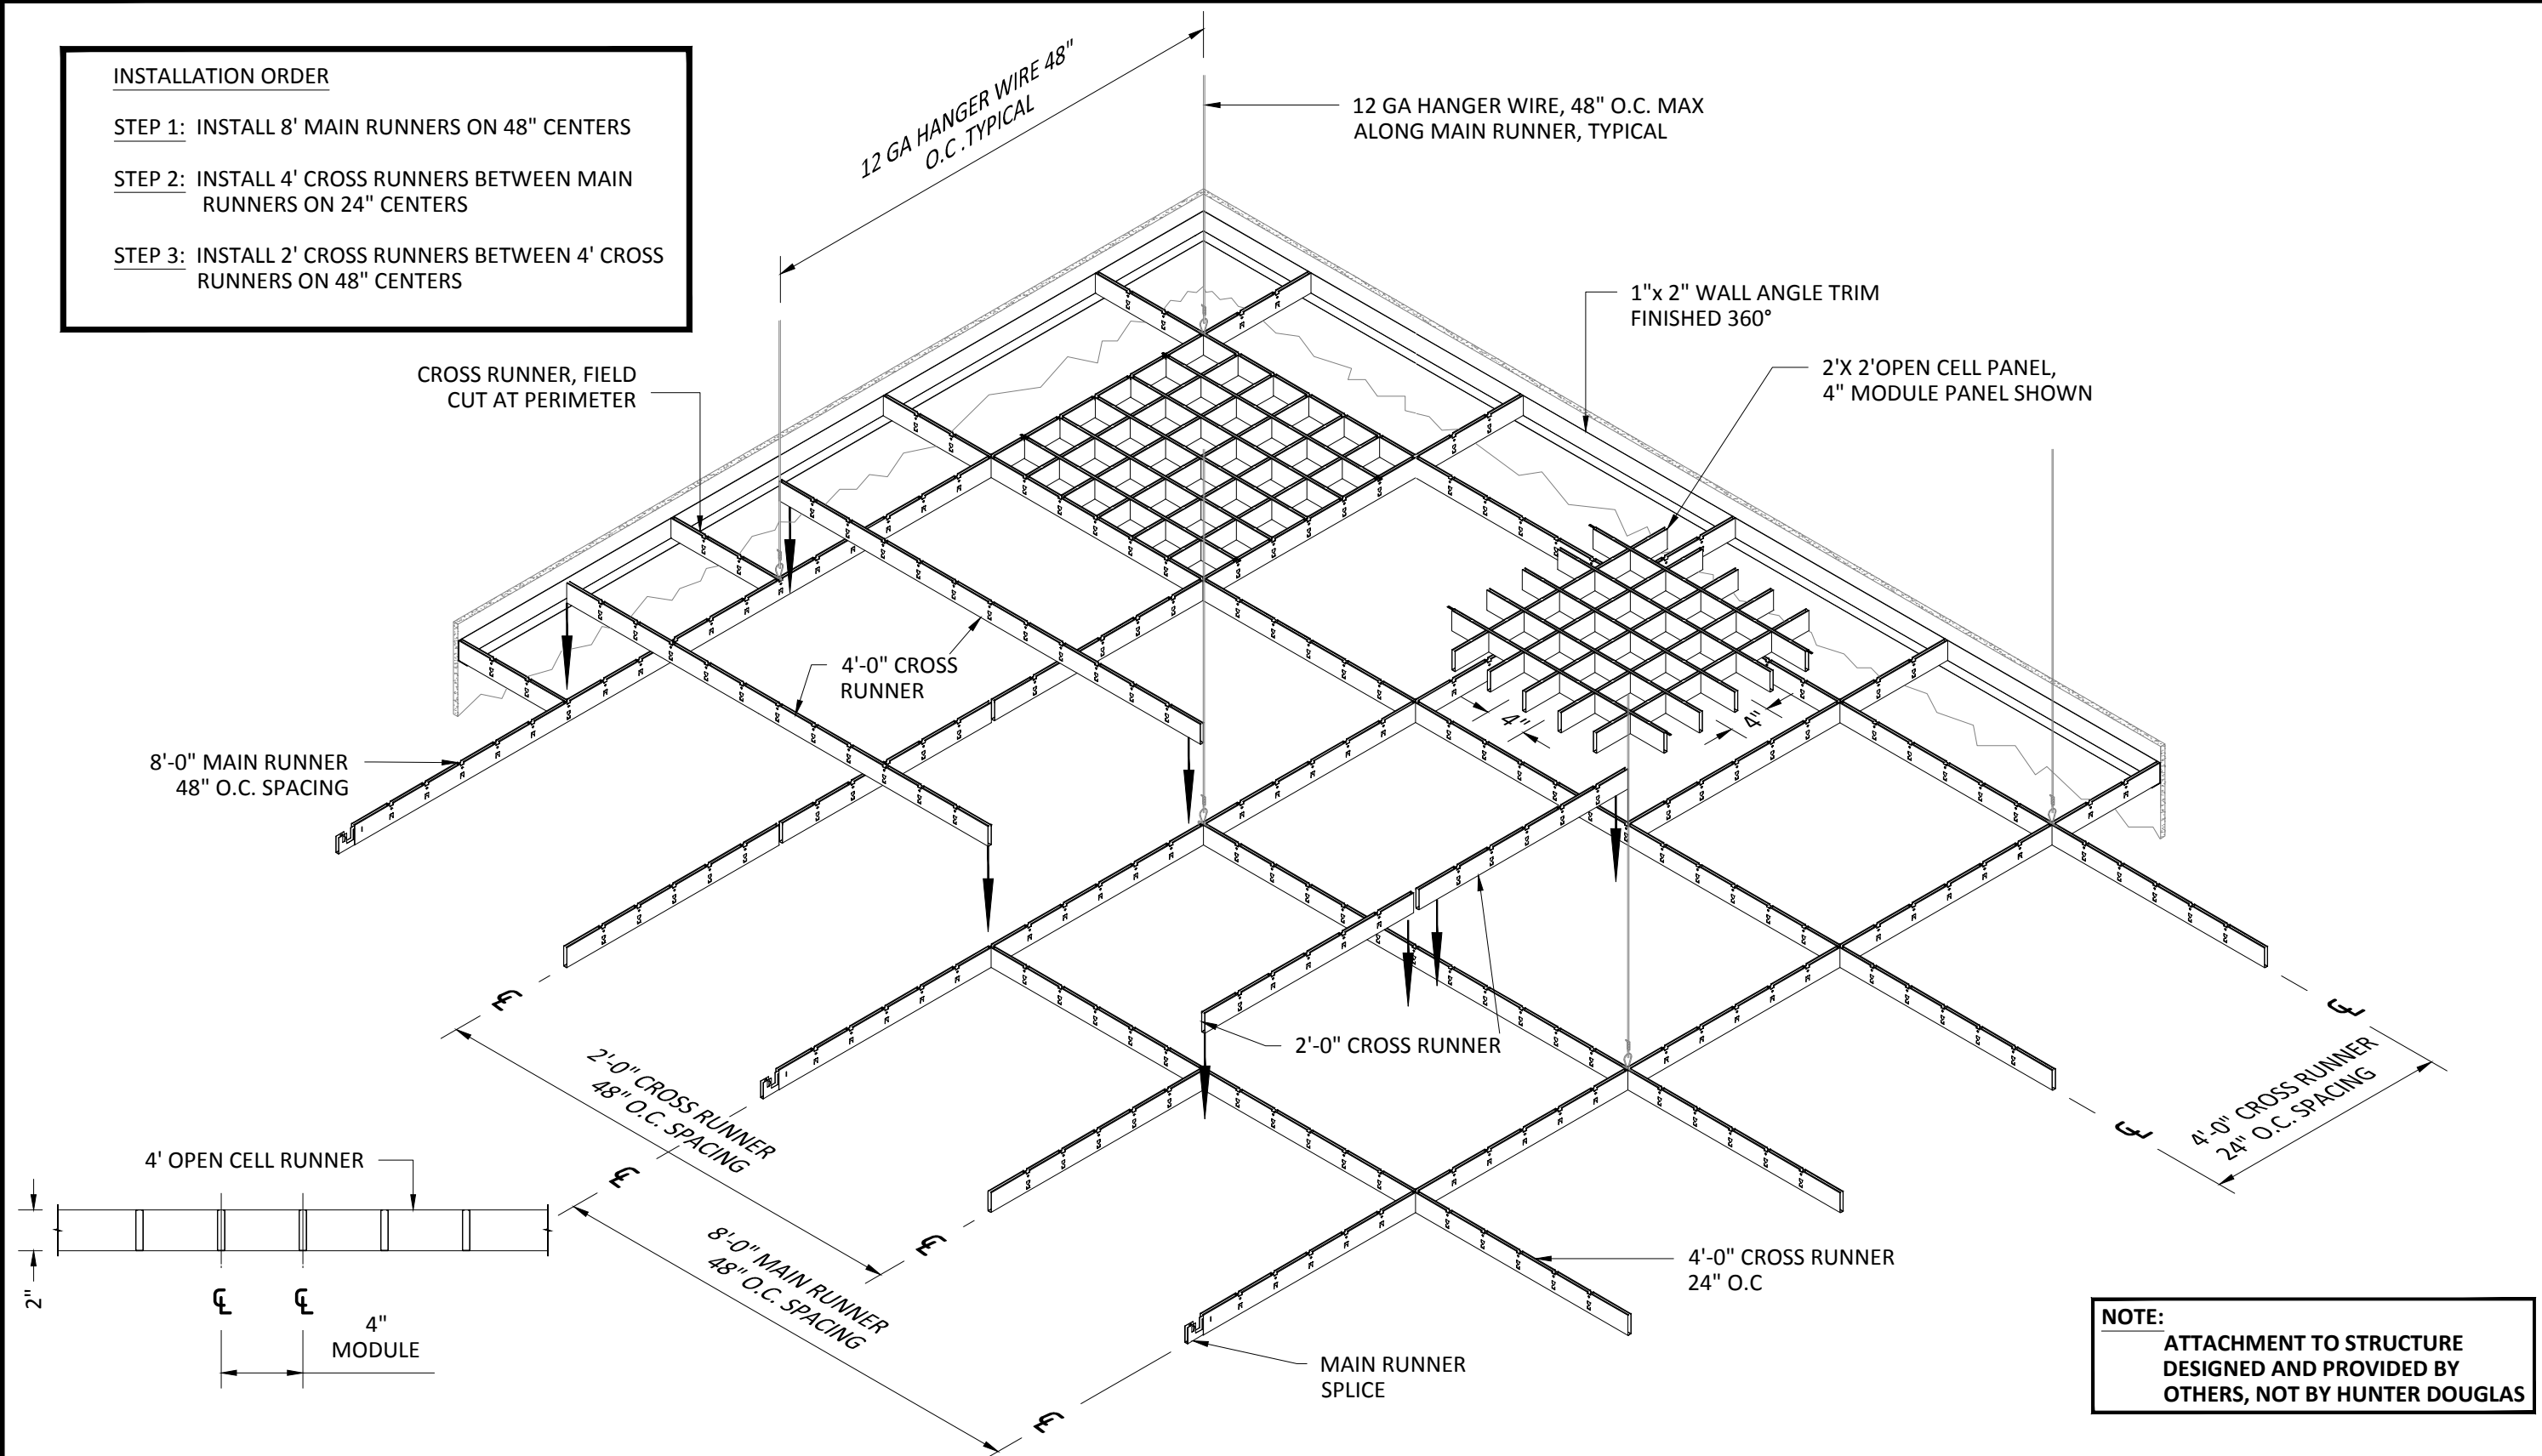 INSTALLATION ORDER
STEP 1: INSTALL 8' MAIN RUNNERS ON 48" CENTERS
STEP 2: INSTALL 4' CROSS RUNNERS BETWEEN MAIN
RUNNERS ON 24" CENTERS
STEP 3: INSTALL 2' CROSS RUNNERS BETWEEN 4' CROSS
RUNNERS ON 48" CENTERS
12 GA HANGER WIRE 48"
O.C .TYPICAL
12 GA HANGER WIRE, 48" O.C. MAX
ALONG MAIN RUNNER, TYPICAL
1"x 2" WALL ANGLE TRIM
FINISHED 360°
2'X 2'OPEN CELL PANEL,
4" MODULE PANEL SHOWN
CROSS RUNNER, FIELD
CUT AT PERIMETER
4'-0" CROSS
RUNNER
4"
4"
8'-0" MAIN RUNNER
48" O.C. SPACING
2'-0" CROSS RUNNER
℄
℄
℄
2'-0" CROSS RUNNER
48" O.C. SPACING
4'-0" CROSS RUNNER
24" O.C. SPACING
4' OPEN CELL RUNNER
2"
℄
℄
℄
℄
4"
MODULE
8'-0" MAIN RUNNER
48" O.C. SPACING
4'-0" CROSS RUNNER
24" O.C
MAIN RUNNER
SPLICE
℄
NOTE:
ATTACHMENT TO STRUCTURE
DESIGNED AND PROVIDED BY
OTHERS, NOT BY HUNTER DOUGLAS